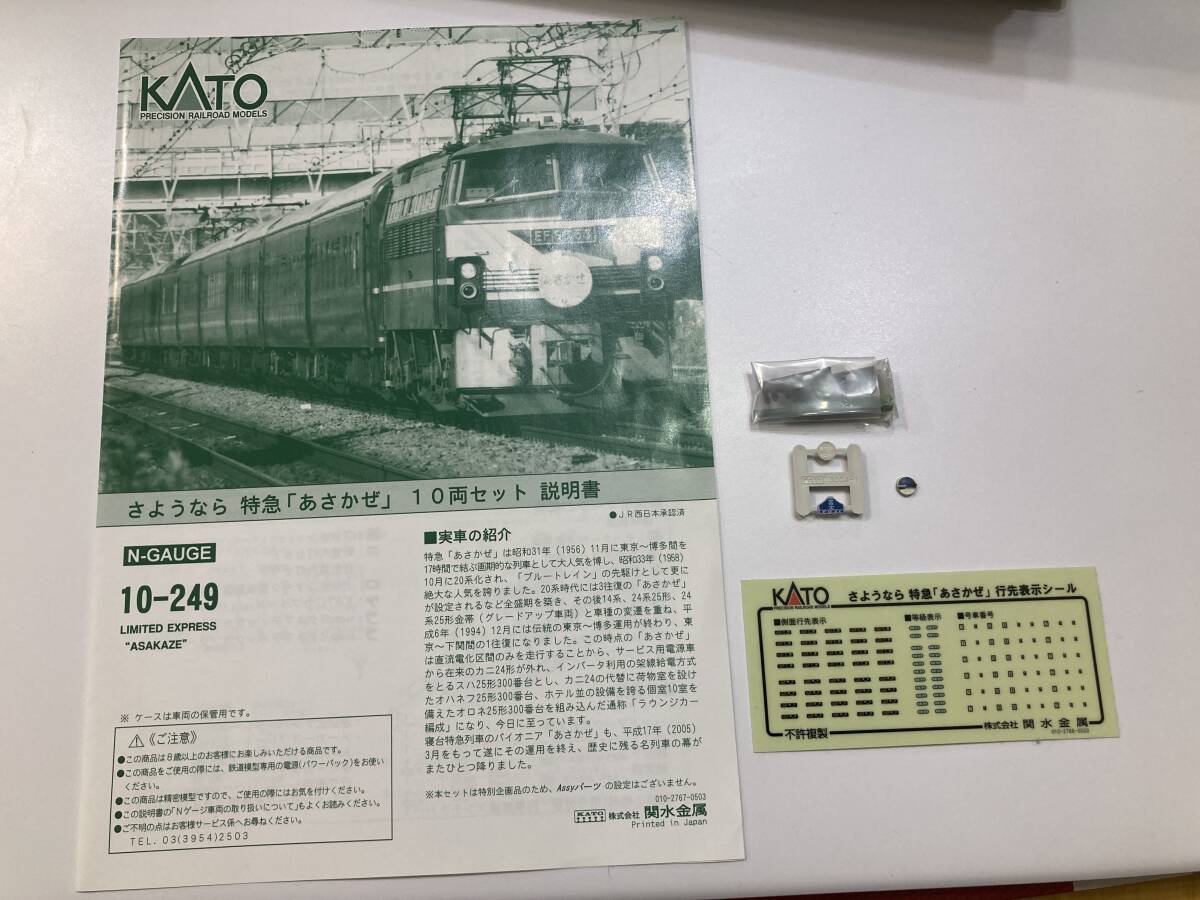 KATO
PRECISION RAILROAD MODELS
あさかぜ
さようなら 特急「あさかぜ」 10両セット 説明書
●JR西日本承認済
N-GAUGE
10-249
LIMITED EXPRESS
"ASAKAZE"
※ ケースは車両の保管用です。
⚠《ご注意》
●この商品は8歳以上のお客様にお楽しみいただける商品です。
●この商品をご使用の際には、鉄道模型専用の電源(パワーパック)をお使い
ください。
●この商品は精密模型ですので、ご使用の際にはお気を付けください。
●この説明書の「Nゲージ車両の取り扱いについて」もよくお読みください。
●ご不明の点はお客様サービス係へお尋ねください。
TEL. 03(3954)2503
■実車の紹介
特急「あさかぜ」は昭和31年(1956)11月に東京〜博多間を
17時間で結ぶ画期的な列車として大人気を博し、昭和33年(1958)
10月に20系化され、「ブルートレイン」の先駆けとして更に
絶大な人気を誇りました。20系時代には3往復の「あさかぜ」
が設定されるなど全盛期を築き、その後14系、24系25形、24
系25形金帯(グレードアップ車両)と車種の変遷を重ね、平
成6年(1994)12月には伝統の東京〜博多運用が終わり、東
京〜下関間の1往復になりました。この時点の「あさかぜ」
は直流電化区間のみを走行することから、サービス用電源車
から在来のカニ24形が外れ、インバータ利用の架線給電方式
をとるスハ25形300番台とし、カニ24の代替に荷物室を設け
たオハネフ25形300番台、ホテル並の設備を誇る個室10室を
備えたオロネ25形300番台を組み込んだ通称「ラウンジカー
編成」になり、今日に至っています。
寝台特急列車のパイオニア「あさかぜ」も、平成17年(2005)
3月をもって遂にその運用を終え、歴史に残る名列車の幕が
またひとつ降りました。
※本セットは特別企画品のため、Assyパーツ の設定はございません。
010-2767-0503
KATO 株式会社 関水金属
Printed in Japan
KATO
PRECISION RAILROAD MODELS
さようなら 特急「あさかぜ」行先表示シール
■側面行先表示
■等級表示
■号車番号
不許複製
株式会社 関水金属
010-2768-0503